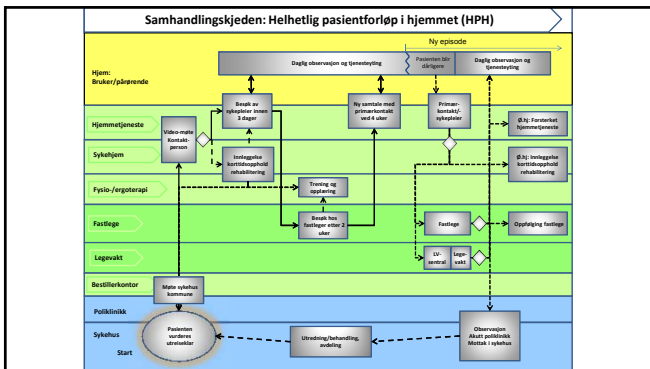 Samhandlingskjeden: Helhetlig pasientforløp i hjemmet (HPH)
Ny episode
Hjem:
Bruker/pårørende
Daglig observasjon og tjenesteyting
Pasienten blir
dårligere
Daglig observasjon og
tjenesteyting
Hjemmetjeneste
Video-møte
Kontakt-
person
Besøk av
sykepleier innen
3 dager
Ny samtale med
primærkontakt
ved 4 uker
Primær-
kontakt/-
sykepleier
Ø.hj: Forsterket
hjemmetjeneste
Sykehjem
Innleggelse
korttidsopphold
rehabilitering
Ø.hj: Innleggelse
korttidsopphold
rehabilitering
Fysio-/ergoterapi
Trening og
opplæring
Fastlege
Besøk hos
fastleger etter 2
uker
Fastlege
Oppfølging fastlege
Legevakt
LV-
sentral
Lege-
vakt
Bestillerkontor
Møte sykehus
kommune
Poliklinikk
Sykehus
Start
Pasienten
vurderes
utreiseklar
Utredning/behandling,
avdeling
Observasjon
Akutt poliklinikk
Mottak i sykehus